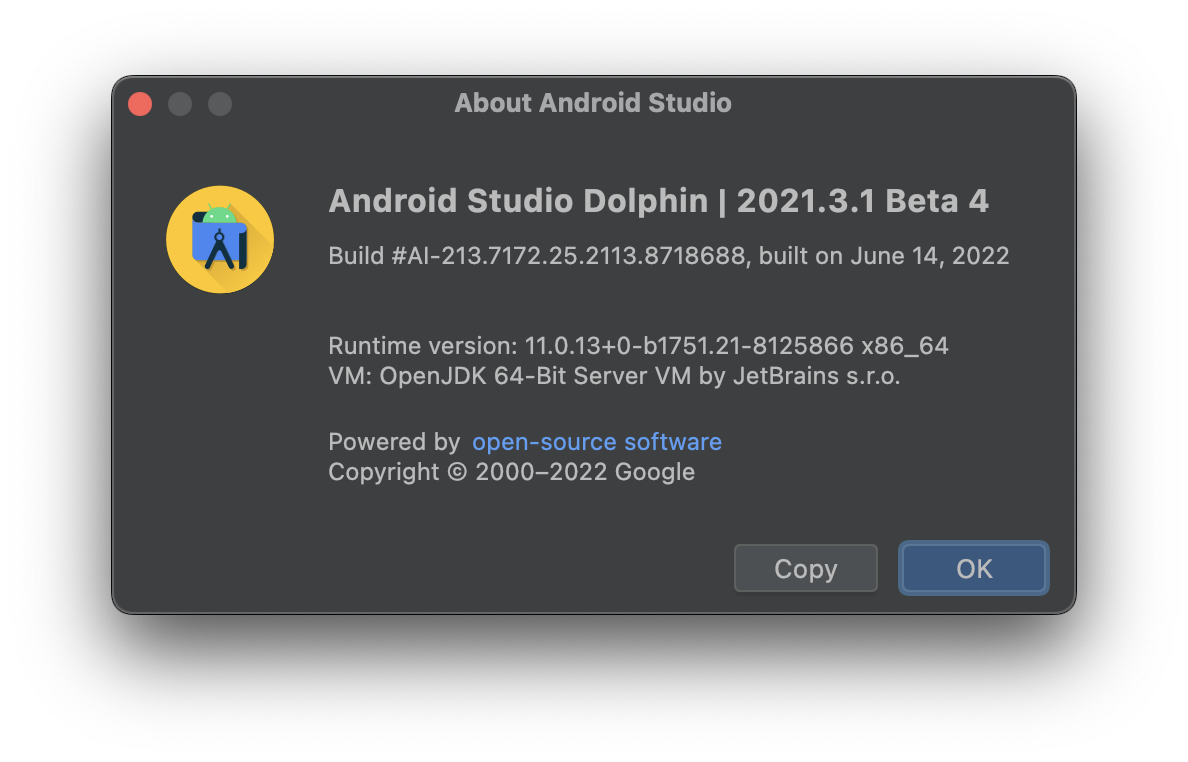 About Android Studio
Android Studio Dolphin | 2021.3.1 Beta 4
Build #AI-213.7172.25.2113.8718688, built on June 14, 2022
Runtime version: 11.0.13+0-b1751.21-8125866 x86_64
VM: OpenJDK 64-Bit Server VM by JetBrains s.r.o.
Powered by open-source software
Copyright © 2000–2022 Google
Copy OK